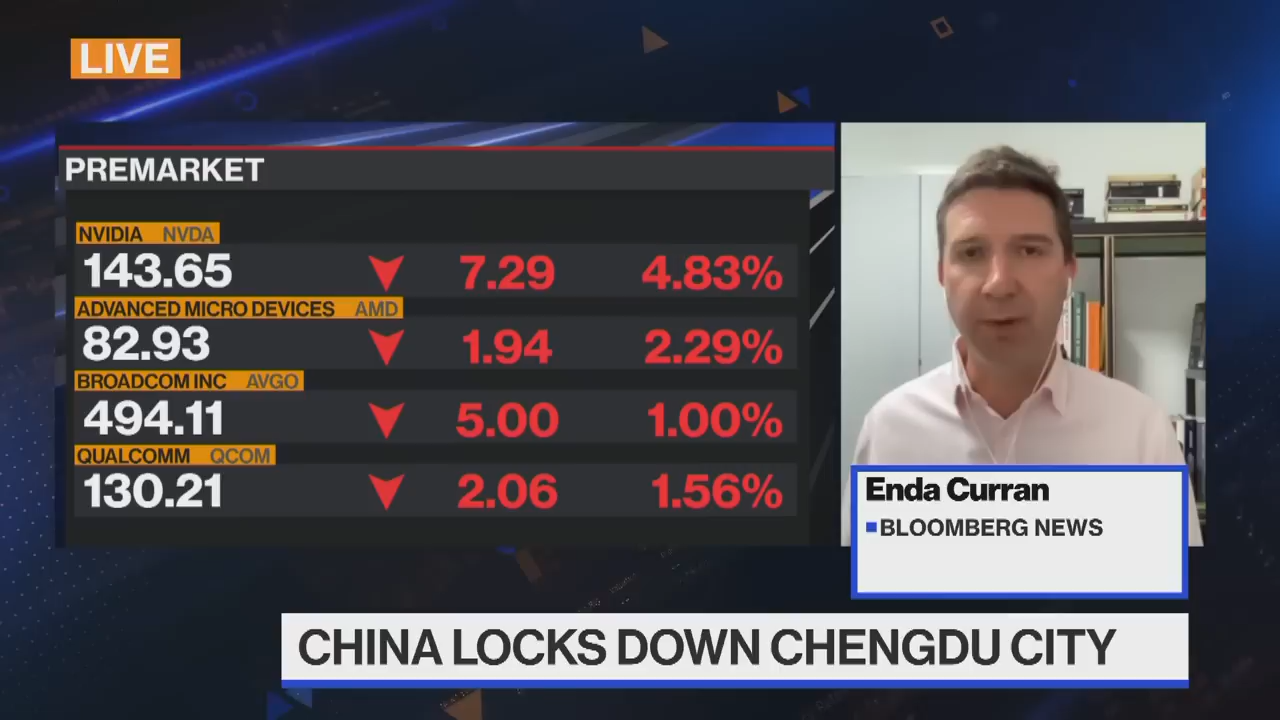 LIVE
PREMARKET
NVIDIA NVDA
143.65 7.29 4.83%
ADVANCED MICRO DEVICES AMD
82.93 1.94 2.29%
BROADCOM INC AVGO
494.11 5.00 1.00%
QUALCOMM QCOM
130.21 2.06 1.56%
Enda Curran
BLOOMBERG NEWS
CHINA LOCKS DOWN CHENGDU CITY